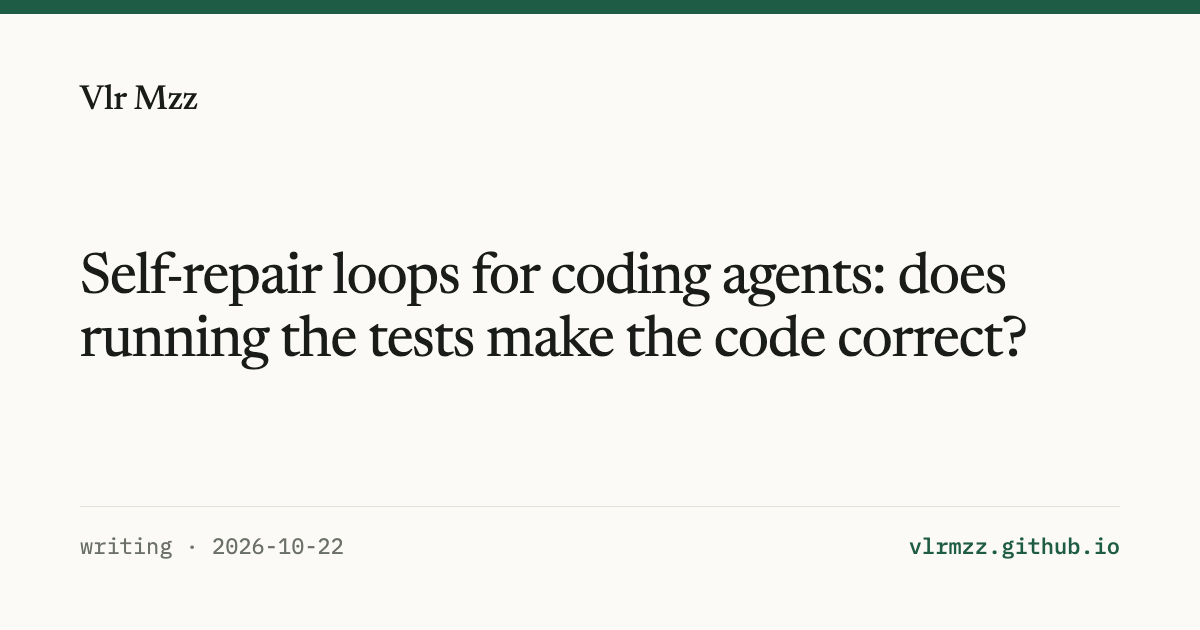 Vlr Mzz
Self-repair loops for coding agents: does
running the tests make the code correct?
writing · 2026-10-22
vlrmzz.github.io